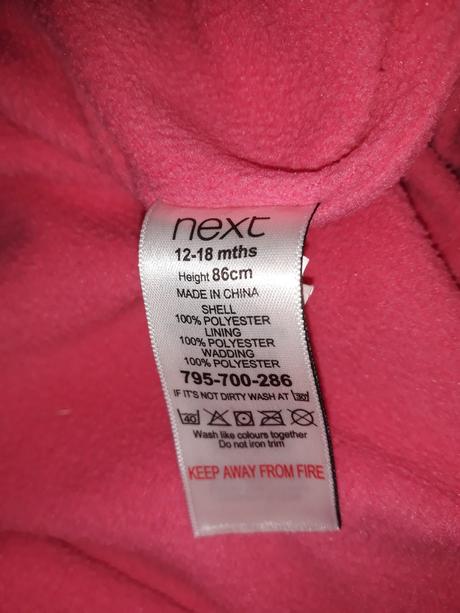 next
12-18 mths
Height 86cm
MADE IN CHINA
SHELL
100% POLYESTER
LINING
100% POLYESTER
WADDING
100% POLYESTER
795-700-286
IF IT'S NOT DIRTY WASH AT 30°
40
Wash like colours together
Do not iron trim
KEEP AWAY FROM FIRE